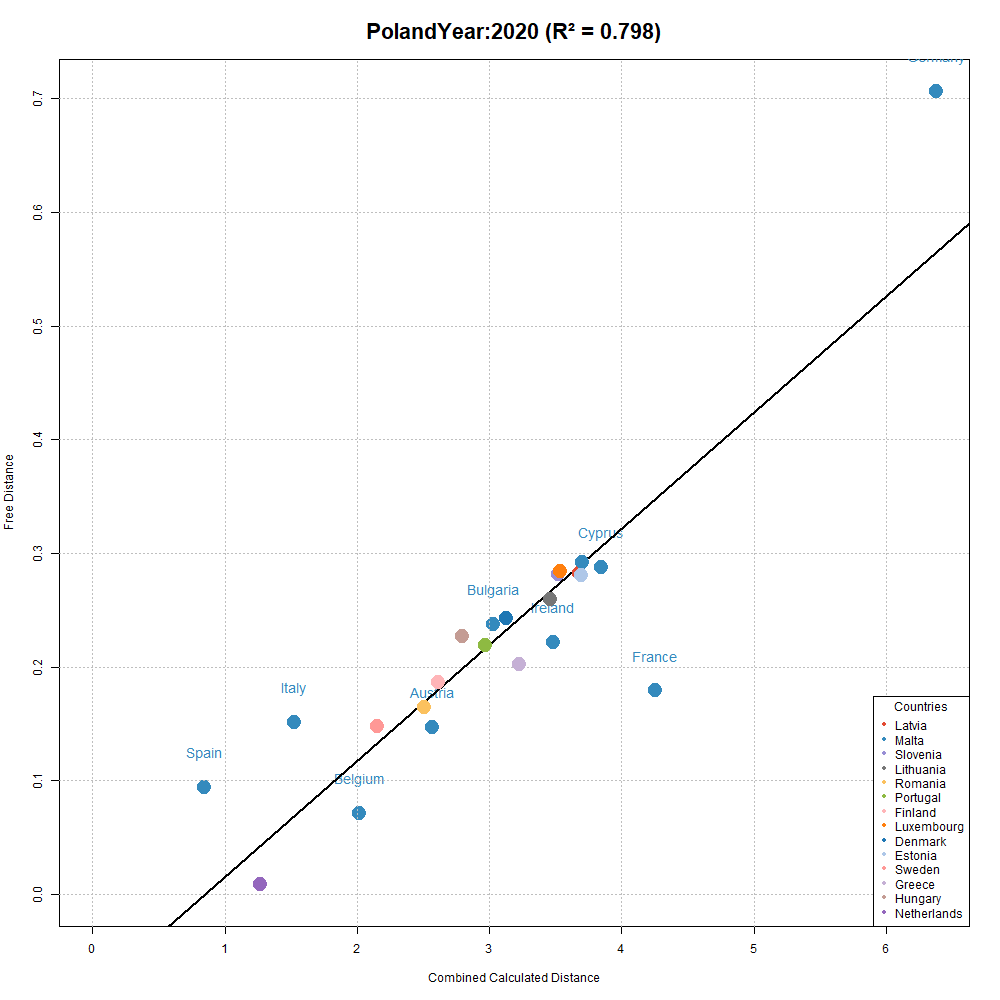 PolandYear:2020 (R² = 0.798)
Germany
0.7
0.6
0.5
0.4
0.3
0.2
0.1
0.0
Free Distance
Cyprus
Bulgaria
Ireland
France
Italy
Austria
Spain
Belgium
Countries
Latvia
Malta
Slovenia
Lithuania
Romania
Portugal
Finland
Luxembourg
Denmark
Estonia
Sweden
Greece
Hungary
Netherlands
0 1 2 3 4 5 6
Combined Calculated Distance